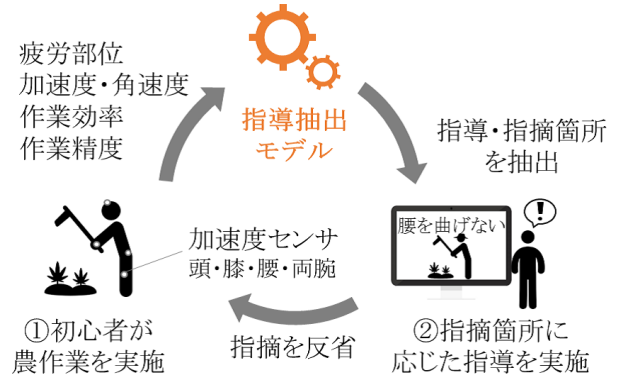 疲労部位
加速度・角速度
作業効率
作業精度
指導抽出
モデル
指導・指摘箇所
を抽出
腰を曲げない
!
加速度センサ
頭・膝・腰・両腕
①初心者が
農作業を実施
指摘を反省
②指摘箇所に
応じた指導を実施